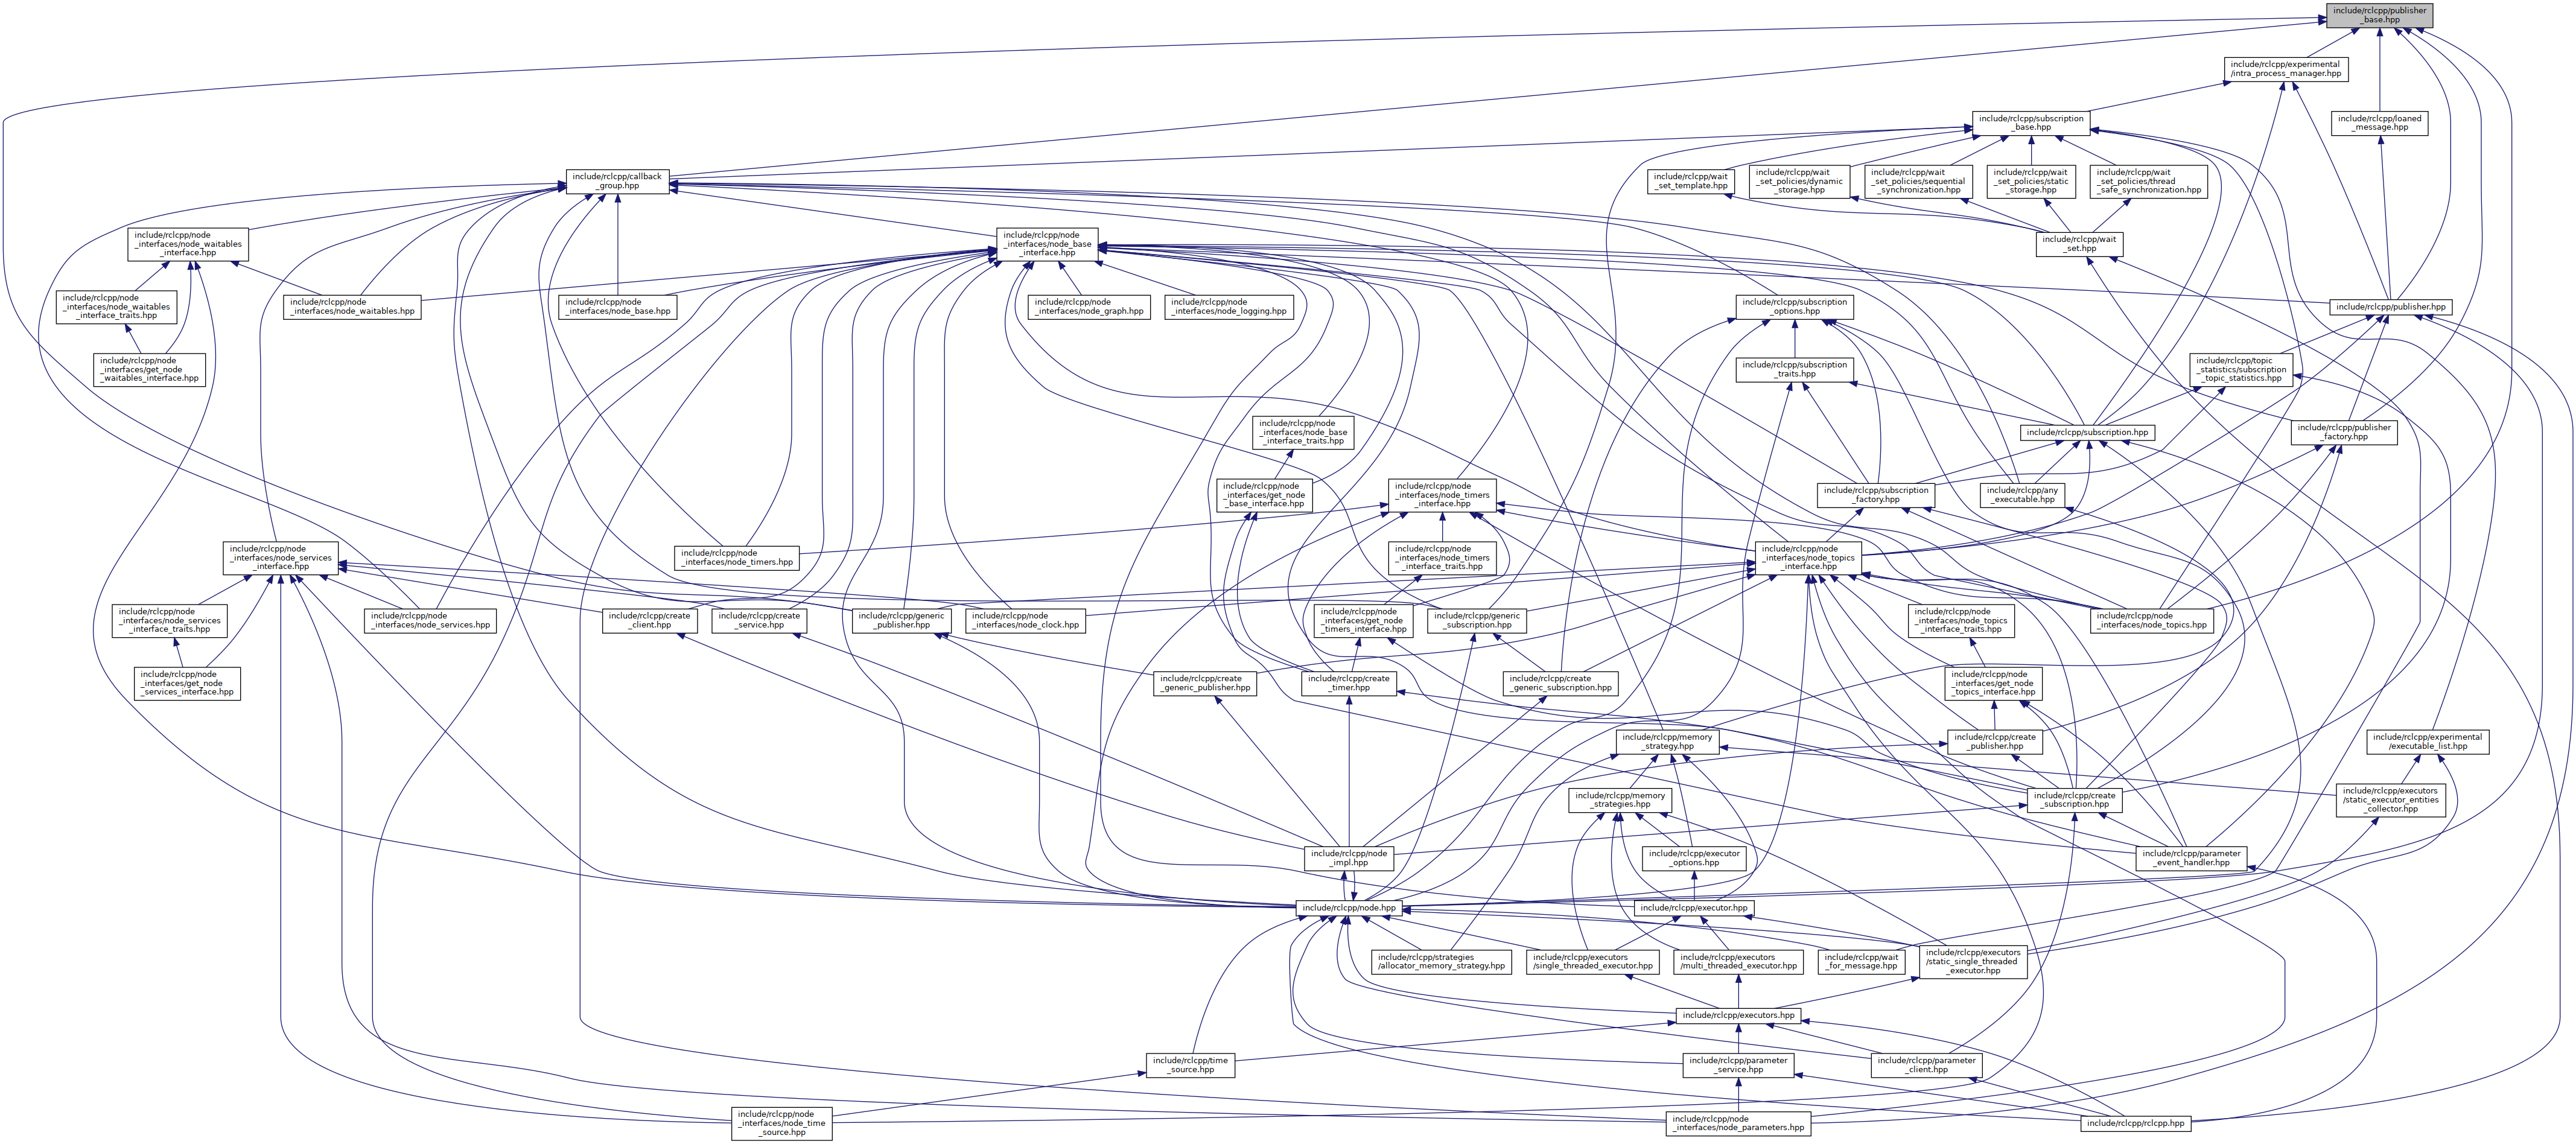 include/rclcpp/publisher
_base.hpp
include/rclcpp/experimental
/intra_process_manager.hpp
include/rclcpp/subscription
_base.hpp
include/rclcpp/loaned
_message.hpp
include/rclcpp/callback
_group.hpp
include/rclcpp/wait
_set_template.hpp
include/rclcpp/wait
_set_policies/dynamic
_storage.hpp
include/rclcpp/wait
_set_policies/sequential
_synchronization.hpp
include/rclcpp/wait
_set_policies/static
_storage.hpp
include/rclcpp/wait
_set_policies/thread
_safe_synchronization.hpp
include/rclcpp/node
_interfaces/node_waitables
_interface.hpp
include/rclcpp/node
_interfaces/node_base
_interface.hpp
include/rclcpp/wait
_set.hpp
include/rclcpp/node
_interfaces/node_waitables
_interface_traits.hpp
include/rclcpp/node
_interfaces/node_waitables.hpp
include/rclcpp/node
_interfaces/node_base.hpp
include/rclcpp/node
_interfaces/node_graph.hpp
include/rclcpp/node
_interfaces/node_logging.hpp
include/rclcpp/subscription
_options.hpp
include/rclcpp/publisher.hpp
include/rclcpp/node
_interfaces/get_node
_waitables_interface.hpp
include/rclcpp/subscription
_traits.hpp
include/rclcpp/topic
_statistics/subscription
_topic_statistics.hpp
include/rclcpp/node
_interfaces/node_base
_interface_traits.hpp
include/rclcpp/subscription.hpp
include/rclcpp/publisher
_factory.hpp
include/rclcpp/node
_interfaces/get_node
_base_interface.hpp
include/rclcpp/node
_interfaces/node_timers
_interface.hpp
include/rclcpp/subscription
_factory.hpp
include/rclcpp/any
_executable.hpp
include/rclcpp/node
_interfaces/node_services
_interface.hpp
include/rclcpp/node
_interfaces/node_timers.hpp
include/rclcpp/node
_interfaces/node_timers
_interface_traits.hpp
include/rclcpp/node
_interfaces/node_topics
_interface.hpp
include/rclcpp/node
_interfaces/node_services
_interface_traits.hpp
include/rclcpp/node
_interfaces/node_services.hpp
include/rclcpp/create
_client.hpp
include/rclcpp/create
_service.hpp
include/rclcpp/generic
_publisher.hpp
include/rclcpp/node
_interfaces/node_clock.hpp
include/rclcpp/node
_interfaces/get_node
_timers_interface.hpp
include/rclcpp/generic
_subscription.hpp
include/rclcpp/node
_interfaces/node_topics
_interface_traits.hpp
include/rclcpp/node
_interfaces/node_topics.hpp
include/rclcpp/node
_interfaces/get_node
_services_interface.hpp
include/rclcpp/create
_generic_publisher.hpp
include/rclcpp/create
_timer.hpp
include/rclcpp/create
_generic_subscription.hpp
include/rclcpp/node
_interfaces/get_node
_topics_interface.hpp
include/rclcpp/memory
_strategy.hpp
include/rclcpp/create
_publisher.hpp
include/rclcpp/experimental
/executable_list.hpp
include/rclcpp/memory
_strategies.hpp
include/rclcpp/create
_subscription.hpp
include/rclcpp/executors
/static_executor_entities
_collector.hpp
include/rclcpp/node
_impl.hpp
include/rclcpp/executor
_options.hpp
include/rclcpp/parameter
_event_handler.hpp
include/rclcpp/node.hpp
include/rclcpp/executor.hpp
include/rclcpp/strategies
/allocator_memory_strategy.hpp
include/rclcpp/executors
/single_threaded_executor.hpp
include/rclcpp/executors
/multi_threaded_executor.hpp
include/rclcpp/wait
_for_message.hpp
include/rclcpp/executors
/static_single_threaded
_executor.hpp
include/rclcpp/executors.hpp
include/rclcpp/time
_source.hpp
include/rclcpp/parameter
_service.hpp
include/rclcpp/parameter
_client.hpp
include/rclcpp/node
_interfaces/node_time
_source.hpp
include/rclcpp/node
_interfaces/node_parameters.hpp
include/rclcpp/rclcpp.hpp